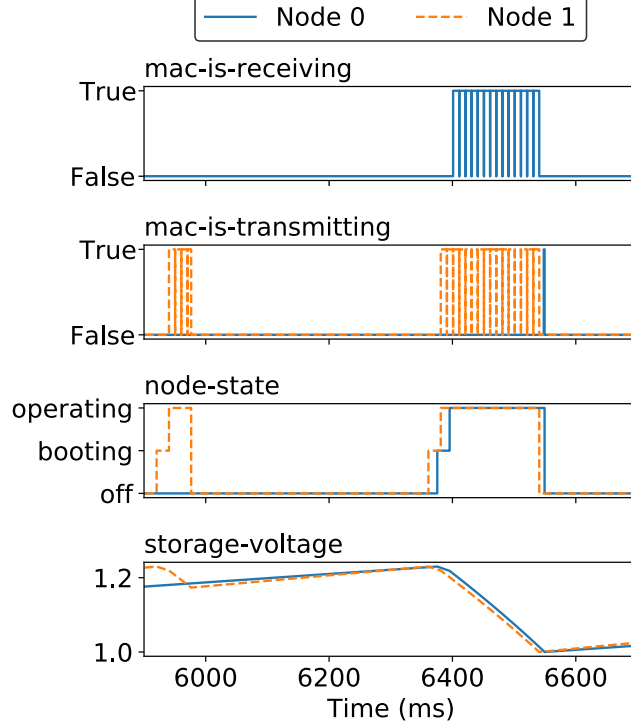 Node 0 Node 1
mac-is-receiving
True
False
mac-is-transmitting
True
False
node-state
operating
booting
off
storage-voltage
1.2
1.0
6000 6200 6400 6600
Time (ms)